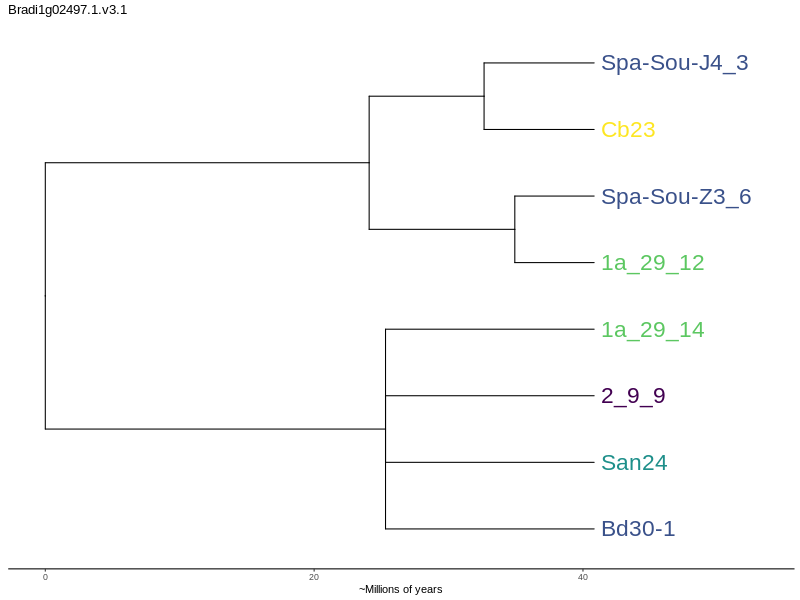 Bradi1g02497.1.v3.1
Spa-Sou-J4_3
Cb23
Spa-Sou-Z3_6
1a_29_12
1a_29_14
2_9_9
San24
Bd30-1
0 20 40
~Millions of years